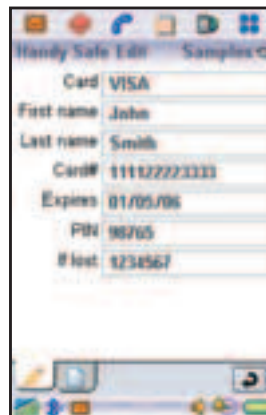 Handy Safe Edit Samples
Card VISA
First name John
Last name Smith
Card# 111122223333
Expires 01/05/06
PIN 98765
If lost 1234567